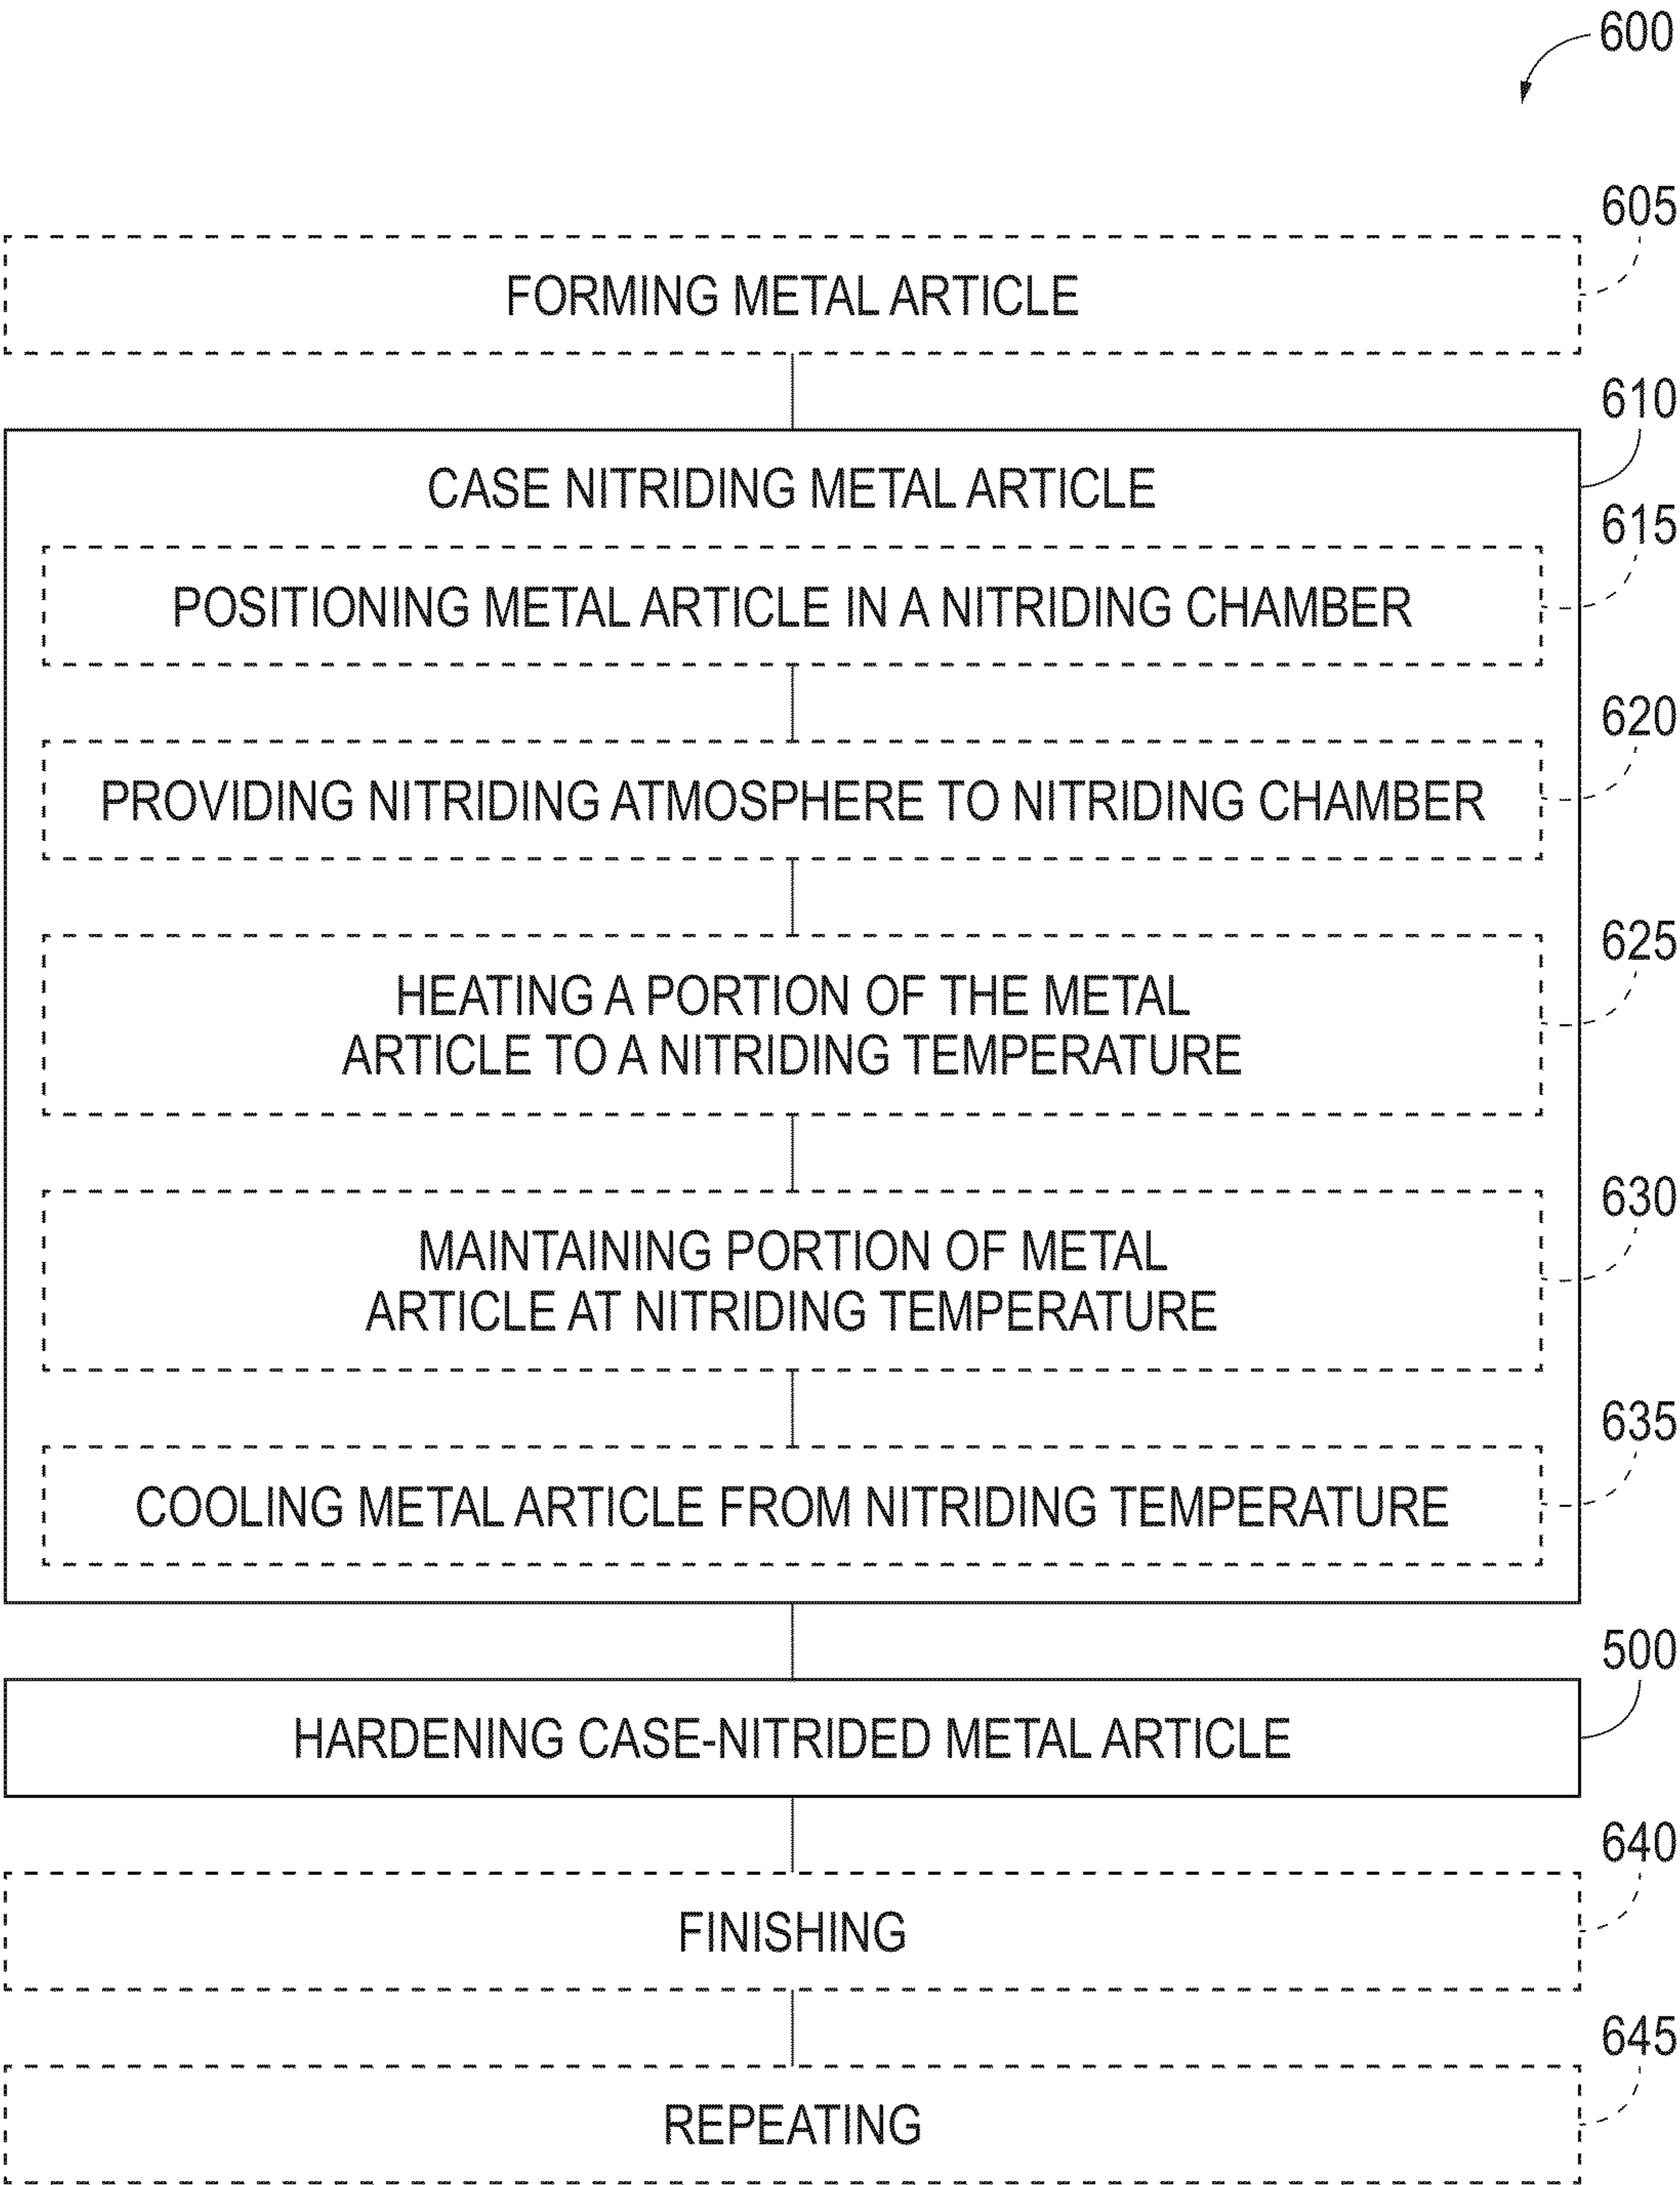 600
605
FORMING METAL ARTICLE
610
CASE NITRIDING METAL ARTICLE
615
POSITIONING METAL ARTICLE IN A NITRIDING CHAMBER
620
PROVIDING NITRIDING ATMOSPHERE TO NITRIDING CHAMBER
625
HEATING A PORTION OF THE METAL
ARTICLE TO A NITRIDING TEMPERATURE
630
MAINTAINING PORTION OF METAL
ARTICLE AT NITRIDING TEMPERATURE
635
COOLING METAL ARTICLE FROM NITRIDING TEMPERATURE
500
HARDENING CASE-NITRIDED METAL ARTICLE
640
FINISHING
645
REPEATING